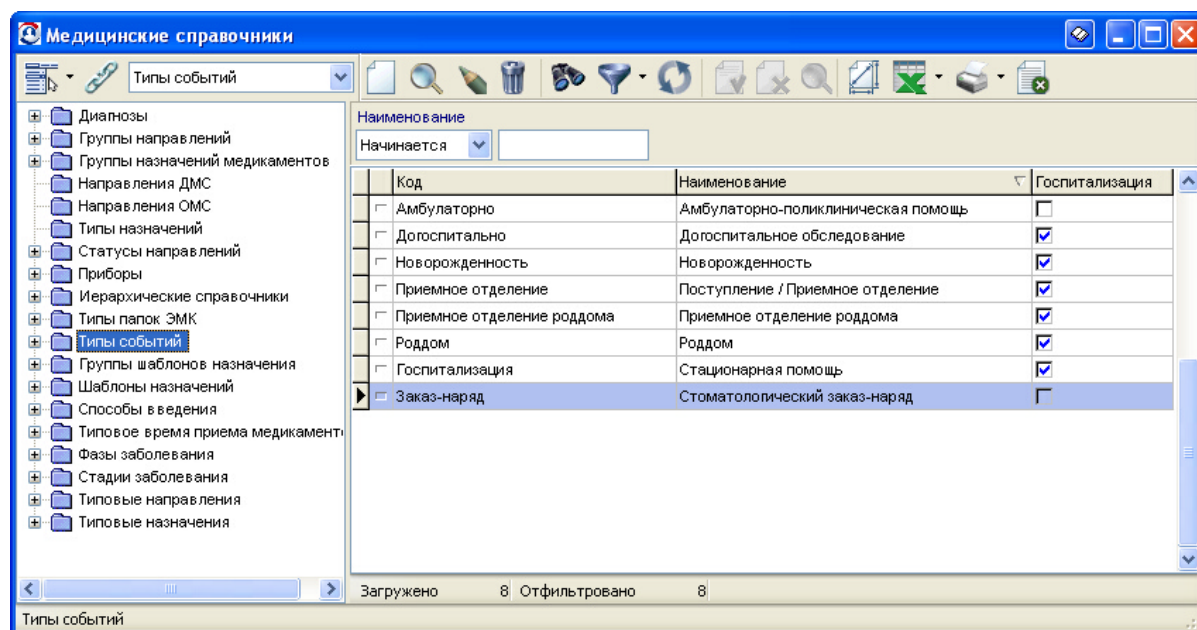 Медицинские справочники
Типы событий
Диагнозы
Группы направлений
Группы назначений медикаментов
Направления ДМС
Направления ОМС
Типы назначений
Статусы направлений
Приборы
Иерархические справочники
Типы папок ЭМК
Типы событий
Группы шаблонов назначения
Шаблоны назначений
Способы введения
Типовое время приема медикаменто
Фазы заболевания
Стадии заболевания
Типовые направления
Типовые назначения
Наименование
Начинается
Код Наименование Госпитализация
Амбулаторно Амбулаторно-поликлиническая помощь
Догоспитально Догоспитальное обследование
Новорожденность Новорожденность
Приемное отделение Поступление / Приемное отделение
Приемное отделение роддома Приемное отделение роддома
Роддом Роддом
Госпитализация Стационарная помощь
Заказ-наряд Стоматологический заказ-наряд
Загружено 8 Отфильтровано 8
Типы событий